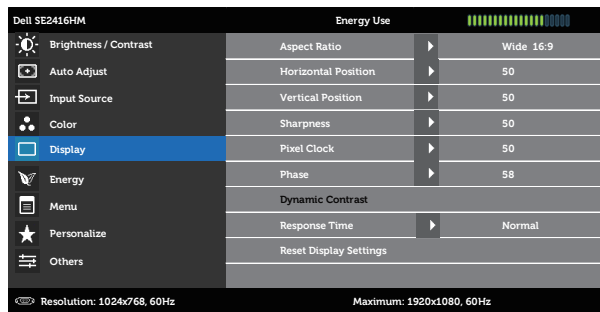 Dell SE2416HM Energy Use
Brightness / Contrast
Auto Adjust
Input Source
Color
Display
Energy
Menu
Personalize
Others
Aspect Ratio Wide 16:9
Horizontal Position 50
Vertical Position 50
Sharpness 50
Pixel Clock 50
Phase 58
Dynamic Contrast
Response Time Normal
Reset Display Settings
Resolution: 1024x768, 60Hz Maximum: 1920x1080, 60Hz